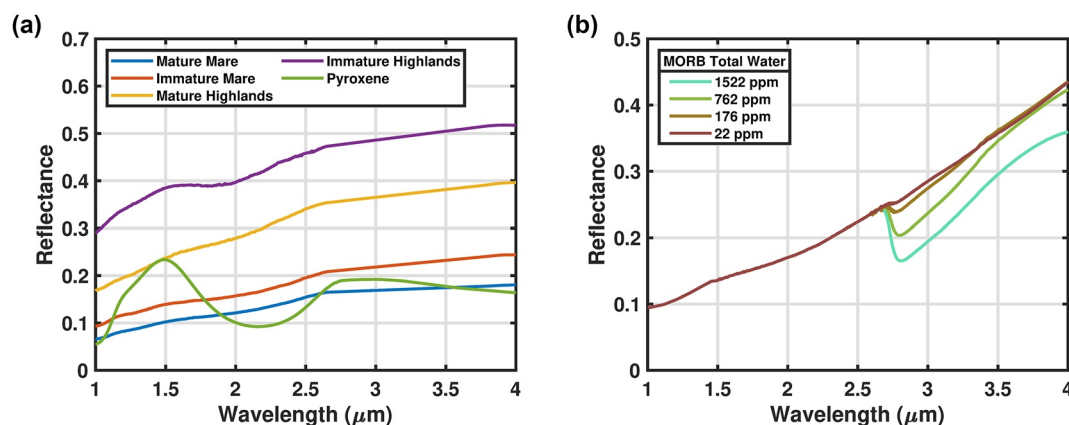 (a)
0.7
0.6
0.5
0.4
0.3
0.2
0.1
0
Reflectance
Mature Mare
Immature Mare
Mature Highlands
Immature Highlands
Pyroxene
1
1.5
2
2.5
3
3.5
4
Wavelength (μm)
(b)
0.5
0.4
0.3
0.2
0.1
0
Reflectance
MORB Total Water
1522 ppm
762 ppm
176 ppm
22 ppm
1
1.5
2
2.5
3
3.5
4
Wavelength (μm)